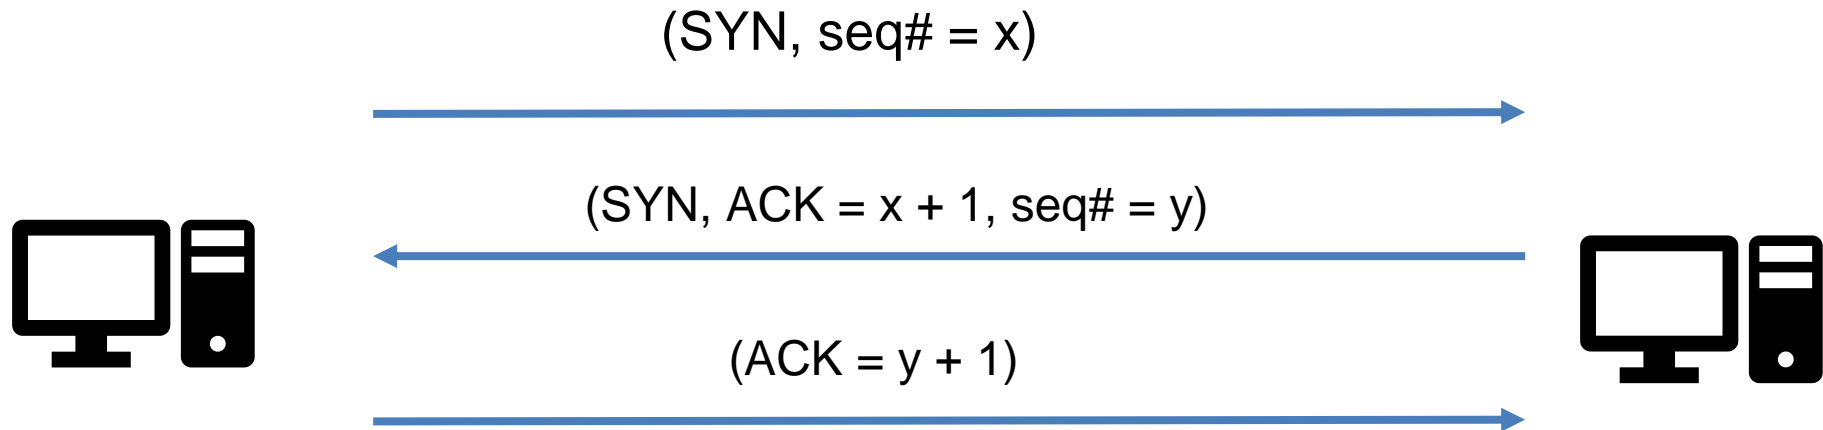 (SYN, seq# = x)
(SYN, ACK = x + 1, seq# = y)
(ACK = y + 1)